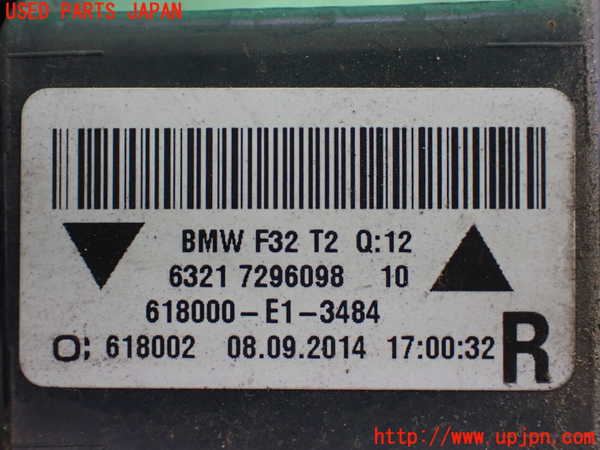 USED PARTS JAPAN
BMW F32 T2 Q:12
6321 7296098 10
618000-E1-3484
O; 618002 08.09.2014 17:00:32 R
http://www.upjpn.com/